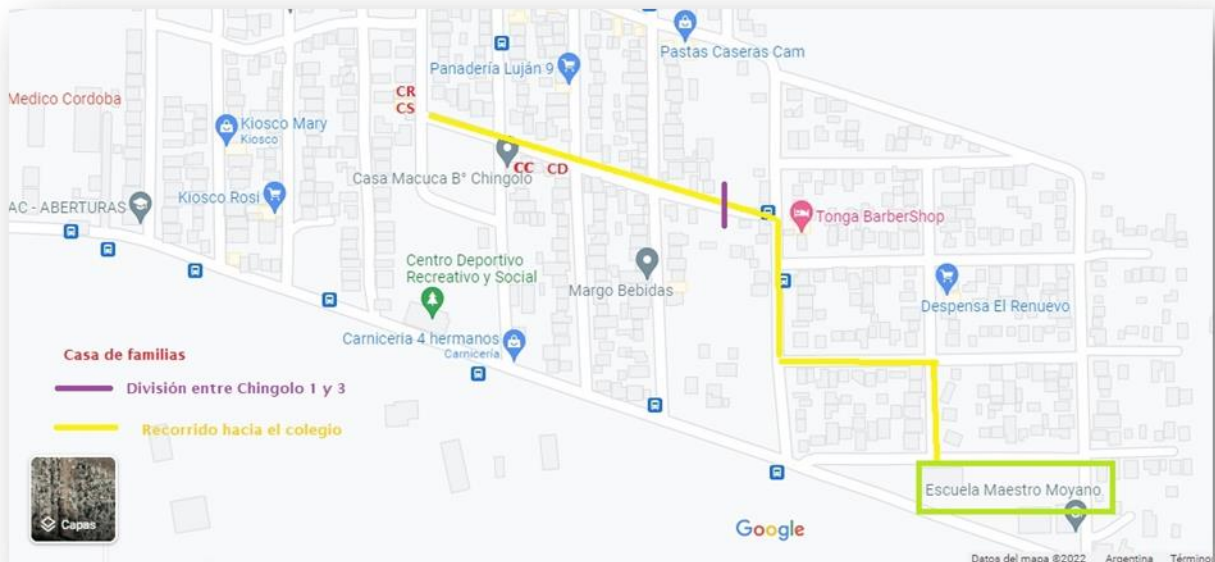 Pastas Caseras Cam
Panadería Luján 9
CR
CS
Medico Cordoba
Kiosco Mary
Kiosco
CC CD
Casa Macuca B° Chingolo
Kiosco Rosi
AC - ABERTURAS
Tonga BarberShop
Centro Deportivo
Recreativo y Social
Margo Bebidas
Despensa El Renuevo
Carniceria 4 hermanos
Carnicería
Casa de familias
División entre Chingolo 1 y 3
Recorrido hacia el colegio
Escuela Maestro Moyano
Capas
Google
Datos del mapa ©2022 Argentina Término